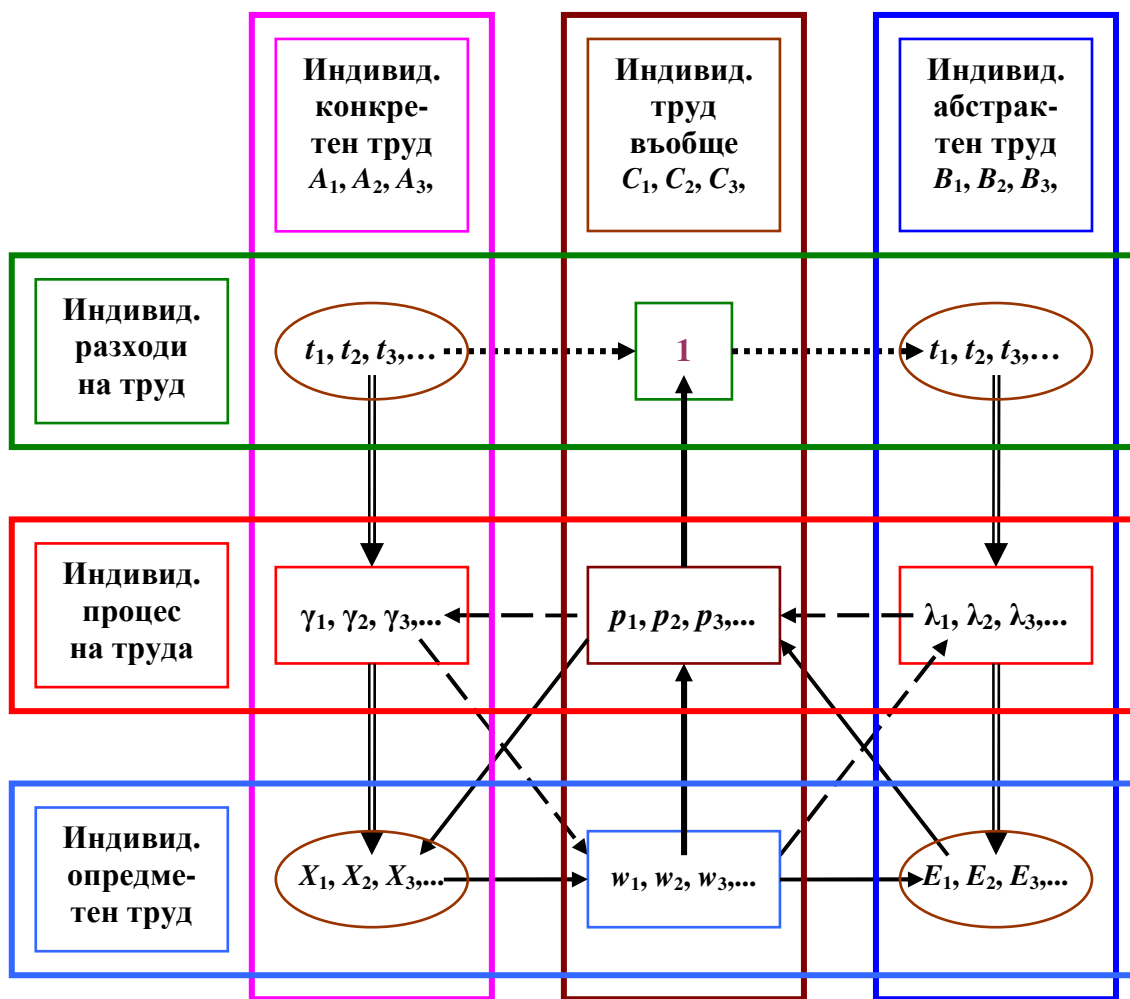 Индивид.
конкре-
тен труд
A₁, A₂, A₃,
Индивид.
труд
въобще
C₁, C₂, C₃,
Индивид.
абстрак-
тен труд
B₁, B₂, B₃,
Индивид.
разходи
на труд
t₁, t₂, t₃,...
1
t₁, t₂, t₃,...
Индивид.
процес
на труда
γ₁, γ₂, γ₃,...
p₁, p₂, p₃,...
λ₁, λ₂, λ₃,...
Индивид.
опредме-
тен труд
X₁, X₂, X₃,...
w₁, w₂, w₃,...
E₁, E₂, E₃,...